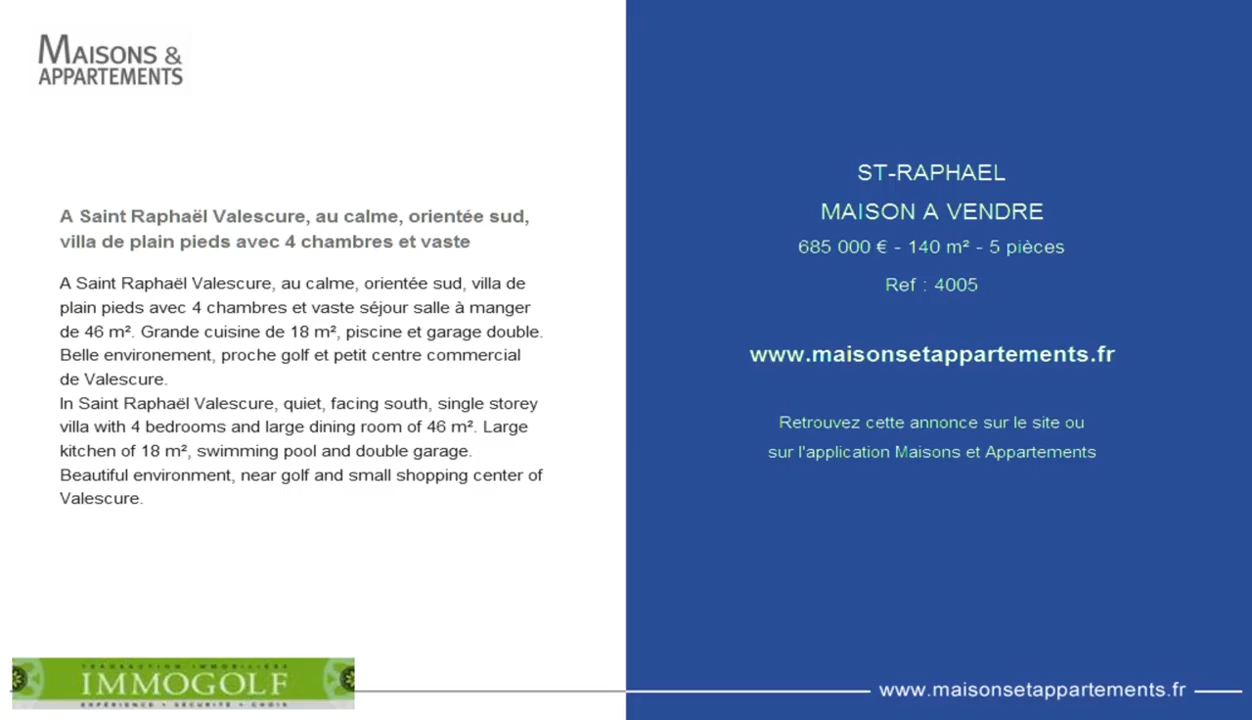 MAISONS &
APPARTEMENTS
A Saint Raphaël Valescure, au calme, orientée sud,
villa de plain pieds avec 4 chambres et vaste
A Saint Raphaël Valescure, au calme, orientée sud, villa de
plain pieds avec 4 chambres et vaste séjour salle à manger
de 46 m². Grande cuisine de 18 m², piscine et garage double.
Belle environement, proche golf et petit centre commercial
de Valescure.
In Saint Raphaël Valescure, quiet, facing south, single storey
villa with 4 bedrooms and large dining room of 46 m². Large
kitchen of 18 m², swimming pool and double garage.
Beautiful environment, near golf and small shopping center of
Valescure.
TRANSACTION IMMOBILIÈRE
IMMOGOLF
EXPÉRIENCE • SÉCURITÉ • CHOIX
ST-RAPHAEL
MAISON A VENDRE
685 000 € - 140 m² - 5 pièces
Ref : 4005
www.maisonsetappartements.fr
Retrouvez cette annonce sur le site ou
sur l'application Maisons et Appartements
www.maisonsetappartements.fr